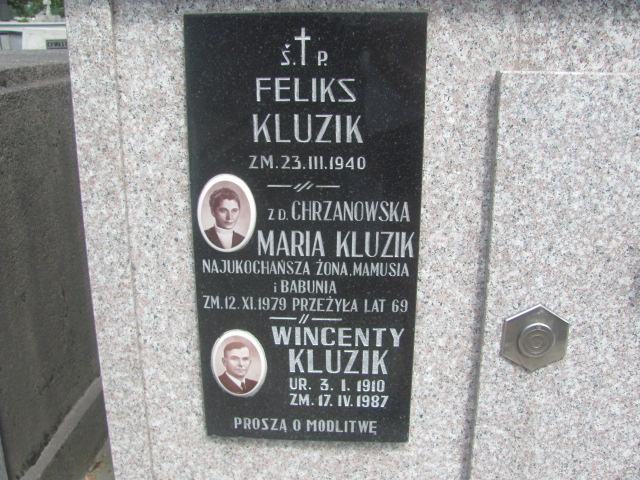 Ś. P.
FELIKS
KLUZIK
ZM. 23. III. 1940
Z D. CHRZANOWSKA
MARIA KLUZIK
NAJUKOCHAŃSZA ŻONA, MAMUSIA
i BABUNIA
ZM. 12. XI. 1979 PRZEŻYŁA LAT 69
WINCENTY
KLUZIK
UR. 3. 1. 1910
ZM. 17. IV. 1987
PROSZĄ O MODLITWĘ